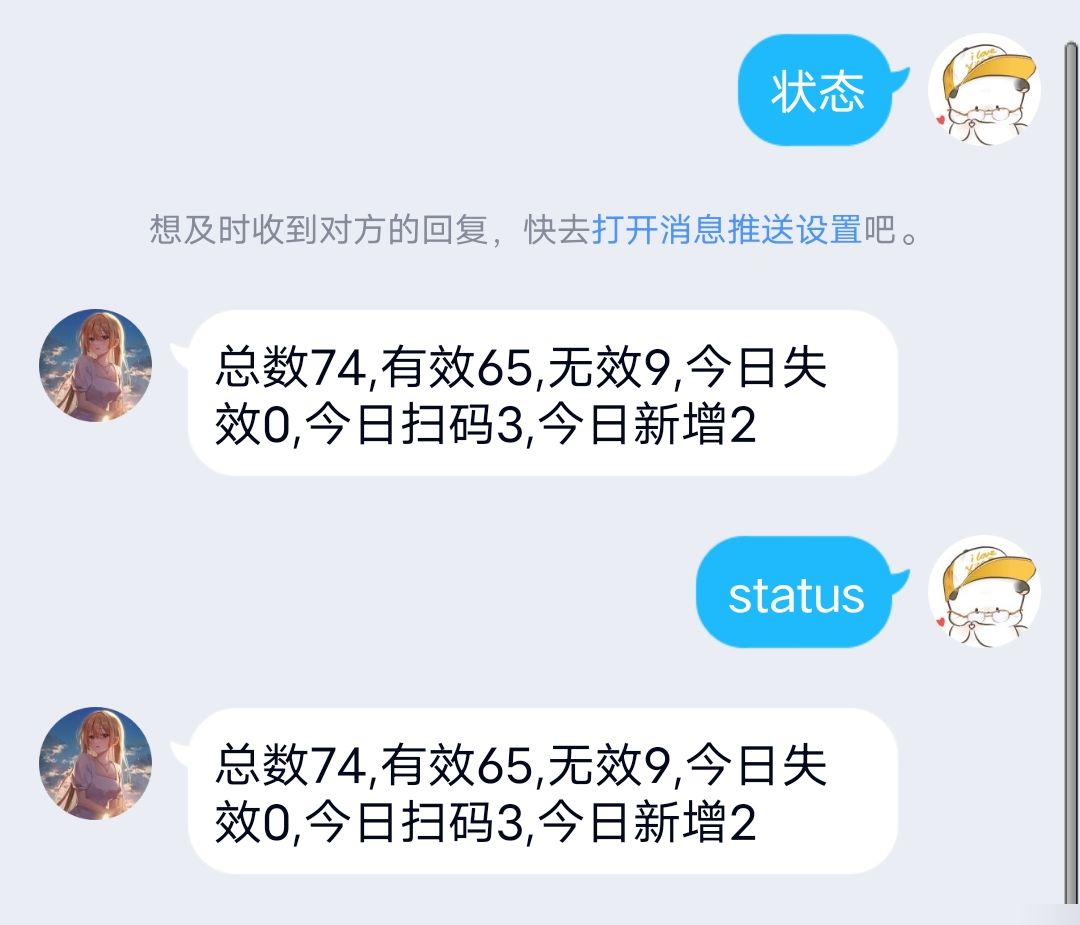 状态
想及时收到对方的回复，快去打开消息推送设置吧。
总数74,有效65,无效9,今日失
效0,今日扫码3,今日新增2
status
总数74,有效65,无效9,今日失
效0,今日扫码3,今日新增2